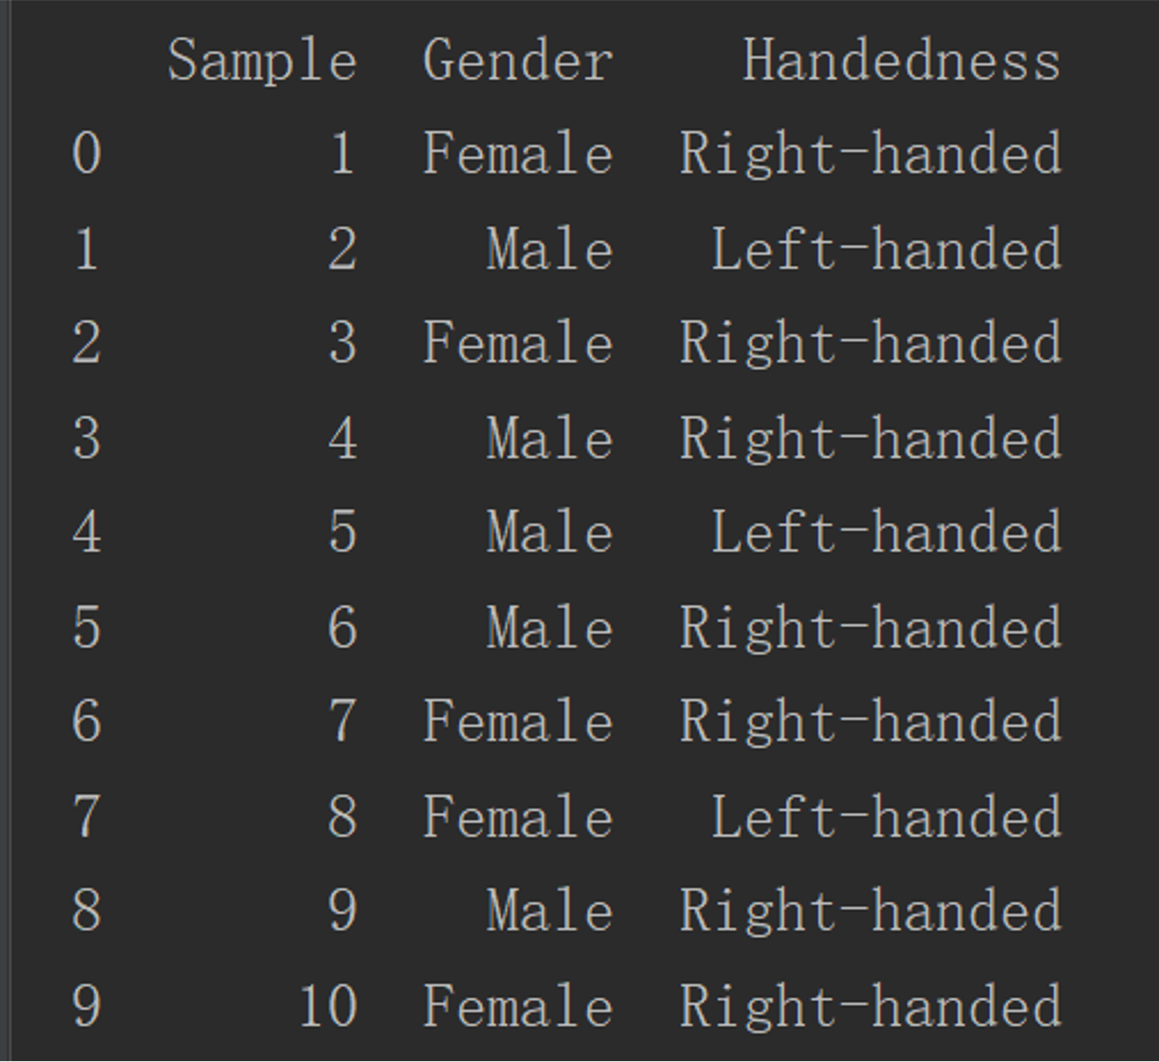 Sample Gender Handedness
0 1 Female Right-handed
1 2 Male Left-handed
2 3 Female Right-handed
3 4 Male Right-handed
4 5 Male Left-handed
5 6 Male Right-handed
6 7 Female Right-handed
7 8 Female Left-handed
8 9 Male Right-handed
9 10 Female Right-handed